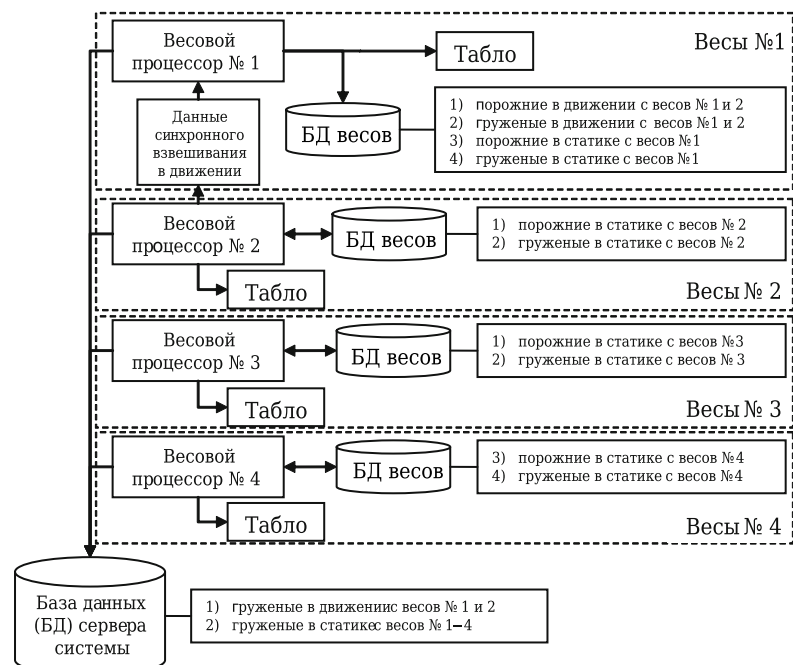 Весовой
процессор № 1
Табло
Весы №1
Данные
синхронного
взвешивания
в движении
БД весов
1) порожние в движении с весов № 1 и 2
2) груженые в движении с весов №1 и 2
3) порожние в статике с весов №1
4) груженые в статике с весов №1
Весовой
процессор № 2
БД весов
1) порожние в статике с весов № 2
2) груженые в статике с весов № 2
Табло
Весы № 2
Весовой
процессор № 3
БД весов
1) порожние в статике с весов №3
2) груженые в статике с весов № 3
Табло
Весы № 3
Весовой
процессор № 4
БД весов
3) порожние в статике с весов №4
4) груженые в статике с весов №4
Табло
Весы № 4
База данных
(БД) сервера
системы
1) груженые в движениис весов № 1 и 2
2) груженые в статикес весов № 1–4